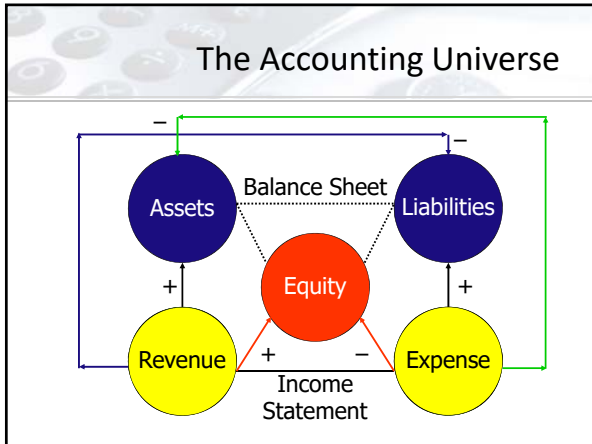 The Accounting Universe
–
–
Balance Sheet
Assets
Liabilities
Equity
+
+
Revenue
+
–
Expense
Income
Statement